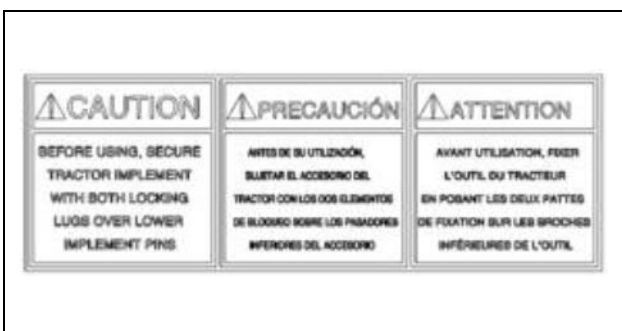 ⚠CAUTION
BEFORE USING, SECURE
TRACTOR IMPLEMENT
WITH BOTH LOCKING
LUGS OVER LOWER
IMPLEMENT PINS
⚠PRECAUCIÓN
ANTES DE SU UTILIZACIÓN,
SUJETAR EL ACCESORIO DEL
TRACTOR CON LOS DOS ELEMENTOS
DE BLOQUEO SOBRE LOS PASADORES
INFERIORES DEL ACCESORIO
⚠ATTENTION
AVANT UTILISATION, FIXER
L'OUTIL DU TRACTEUR
EN POSANT LES DEUX PATTES
DE FIXATION SUR LES BROCHES
INFÉRIEURES DE L'OUTIL